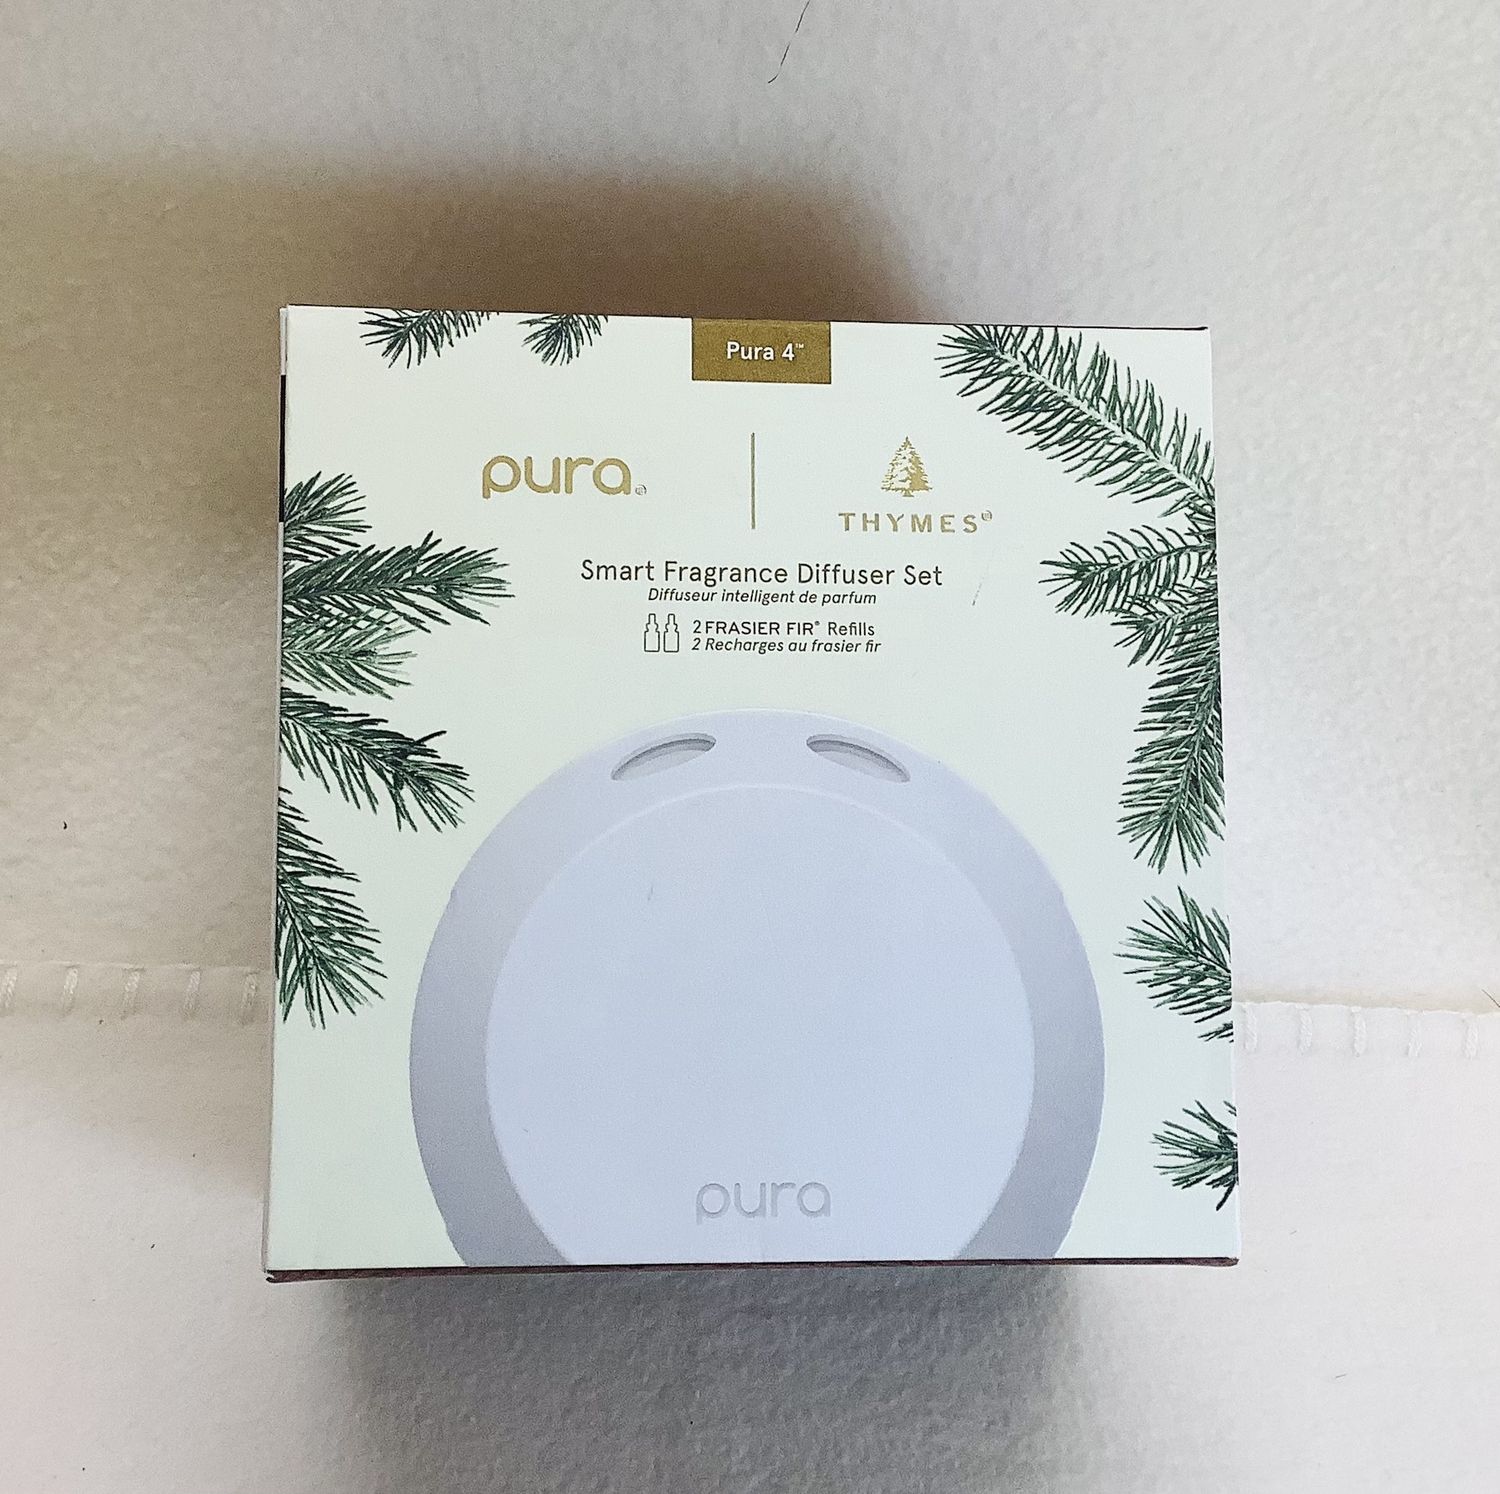 Pura 4™
pura®
THYMES®
Smart Fragrance Diffuser Set
Diffuseur intelligent de parfum
2 FRASIER FIR® Refills
2 Recharges au frasier fir
pura